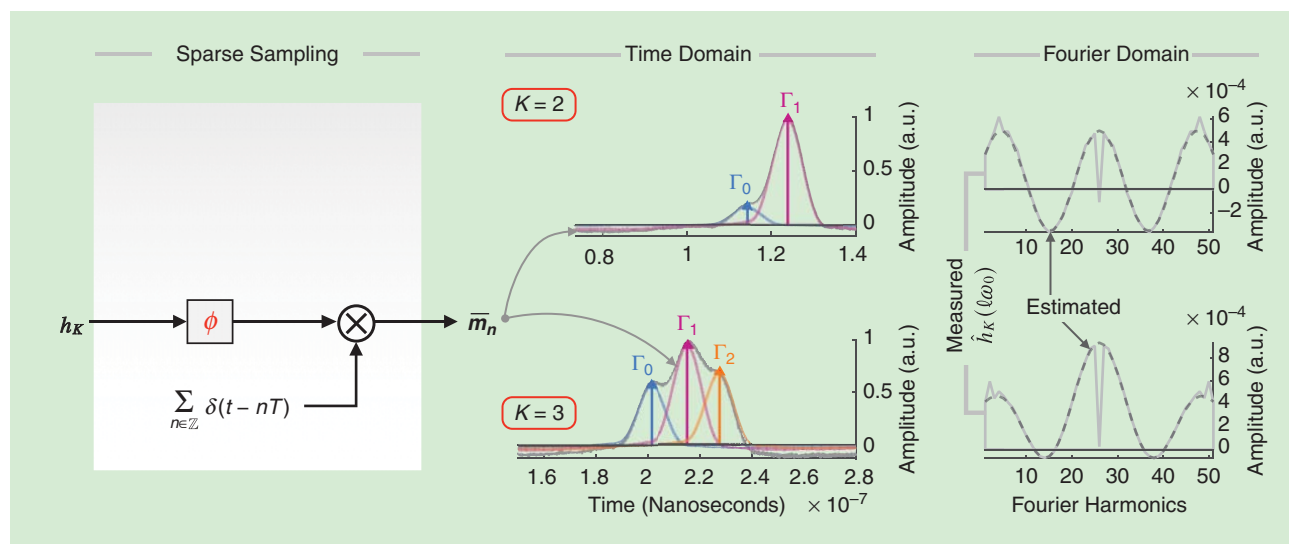 Sparse Sampling
h_K
ϕ
∑ n∈ℤ δ(t − nT)
m̅_n
Time Domain
K = 2
Γ0
Γ1
1
0.5
0
Amplitude (a.u.)
0.8 1 1.2 1.4
K = 3
Γ0
Γ1
Γ2
1
0.5
0
Amplitude (a.u.)
1.6 2 2.2 2.4 2.6 2.8
Time (Nanoseconds) × 10−7
Fourier Domain
× 10−4
6
4
2
0
−2
Amplitude (a.u.)
10 20 30 40 50
Measured
ĥ_K(ℓω0)
Estimated
× 10−4
8
6
4
2
0
Amplitude (a.u.)
10 20 30 40 50
Fourier Harmonics